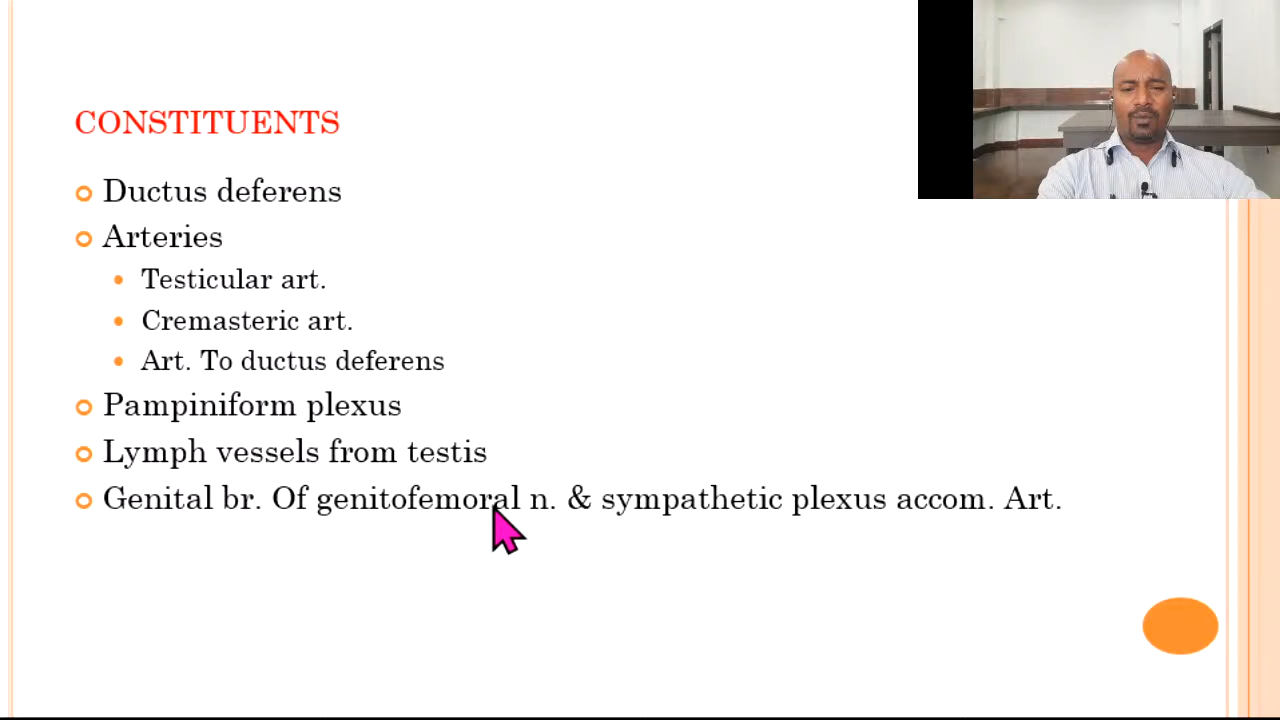 CONSTITUENTS
Ductus deferens
Arteries
Testicular art.
Cremasteric art.
Art. To ductus deferens
Pampiniform plexus
Lymph vessels from testis
Genital br. Of genitofemoral n. & sympathetic plexus accom. Art.